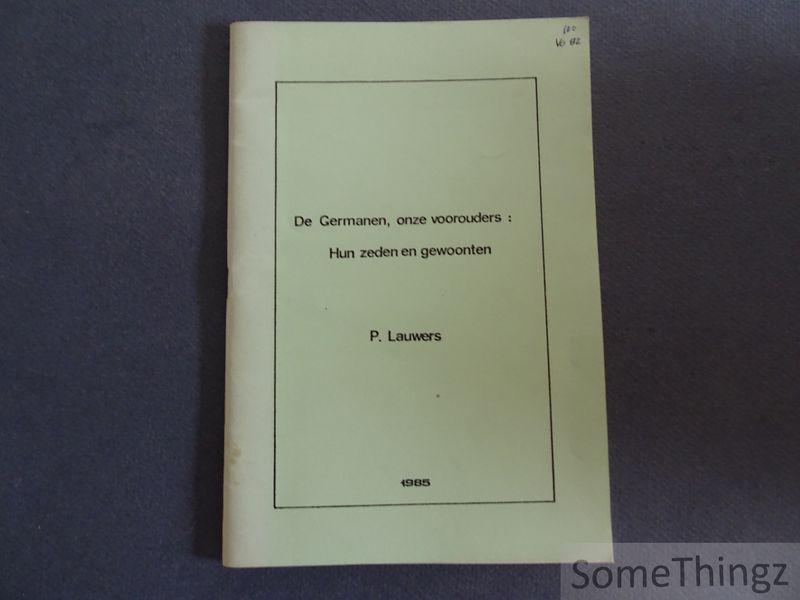 De Germanen, onze voorouders :
Hun zeden en gewoonten
P. Lauwers
1985
SomeThingz